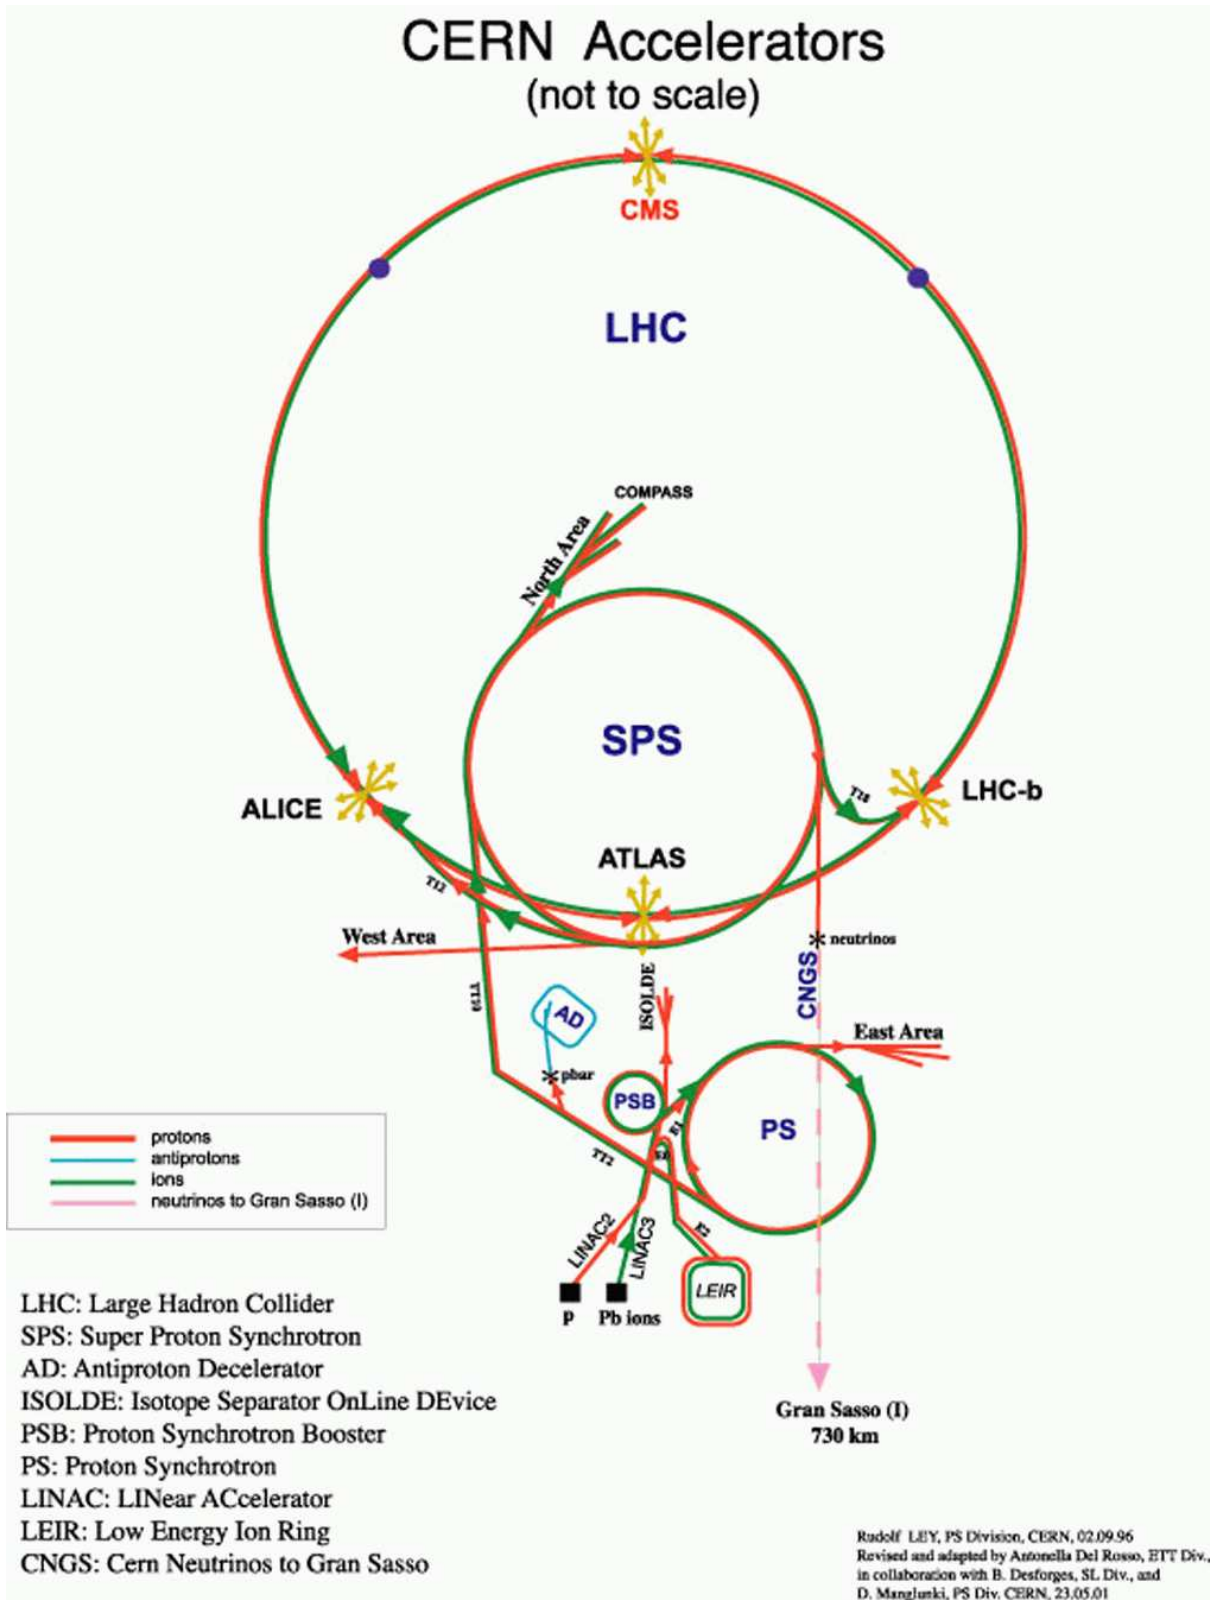 CERN Accelerators
(not to scale)
CMS
LHC
COMPASS
North Area
SPS
ALICE
LHC-b
TI8
ATLAS
TI2
West Area
neutrinos
CNGS
ISOLDE
TT10
AD
East Area
pbar
PSB
E1
PS
TT2
E0
protons
antiprotons
ions
neutrinos to Gran Sasso (I)
LINAC2
LINAC3
E2
LEIR
p
Pb ions
Gran Sasso (I)
730 km
LHC: Large Hadron Collider
SPS: Super Proton Synchrotron
AD: Antiproton Decelerator
ISOLDE: Isotope Separator OnLine DEvice
PSB: Proton Synchrotron Booster
PS: Proton Synchrotron
LINAC: LINear ACcelerator
LEIR: Low Energy Ion Ring
CNGS: Cern Neutrinos to Gran Sasso
Rudolf LEY, PS Division, CERN, 02.09.96
Revised and adapted by Antonella Del Rosso, ETT Div.,
in collaboration with B. Desforges, SL Div., and
D. Manglunki, PS Div. CERN, 23.05.01